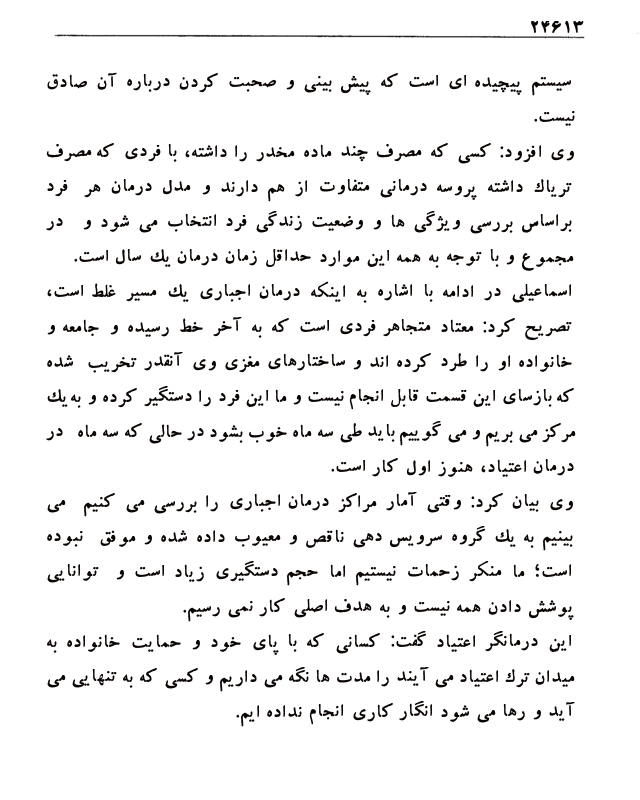 ۲۴۶۱۳
سیستم پیچیده ای است که پیش بینی و صحبت کردن درباره آن صادق
نیست.
وی افزود: کسی که مصرف چند ماده مخدر را داشته، با فردی که مصرف
تریاك داشته پروسه درمانی متفاوت از هم دارند و مدل درمان هر فرد
براساس بررسی ویژگی ها و وضعیت زندگی فرد انتخاب می شود و در
مجموع و با توجه به همه این موارد حداقل زمان درمان یك سال است.
اسماعیلی در ادامه با اشاره به اینکه درمان اجباری یك مسیر غلط است،
تصریح کرد: معتاد متجاهر فردی است که به آخر خط رسیده و جامعه و
خانواده او را طرد کرده اند و ساختارهای مغزی وی آنقدر تخریب شده
که بازسای این قسمت قابل انجام نیست و ما این فرد را دستگیر کرده و به یك
مرکز می بریم و می گوییم باید طی سه ماه خوب بشود در حالی که سه ماه در
درمان اعتیاد، هنوز اول کار است.
وی بیان کرد: وقتی آمار مراکز درمان اجباری را بررسی می کنیم می
بینیم به یك گروه سرویس دهی ناقص و معیوب داده شده و موفق نبوده
است؛ ما منکر زحمات نیستیم اما حجم دستگیری زیاد است و توانایی
پوشش دادن همه نیست و به هدف اصلی کار نمی رسیم.
این درمانگر اعتیاد گفت: کسانی که با پای خود و حمایت خانواده به
میدان ترك اعتیاد می آیند را مدت ها نگه می داریم و کسی که به تنهایی می
آید و رها می شود انگار کاری انجام نداده ایم.